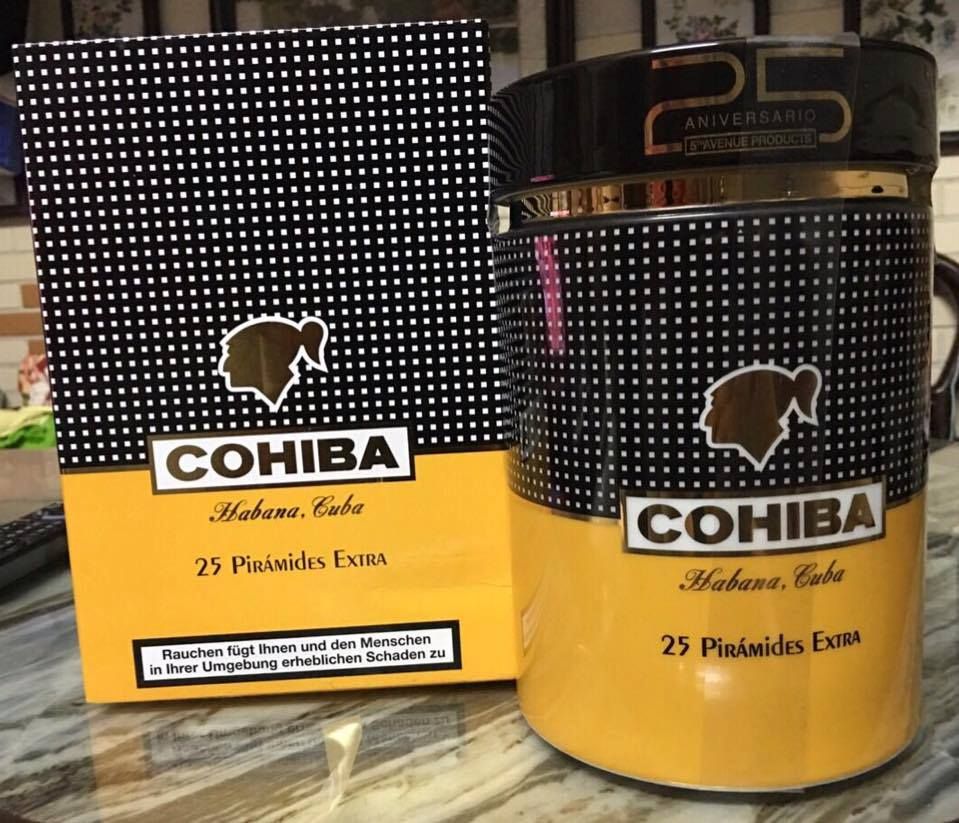 COHIBA
Habana, Cuba
25 Pirámides Extra
Rauchen fügt Ihnen und den Menschen
in Ihrer Umgebung erheblichen Schaden zu
25
ANIVERSARIO
5TH AVENUE PRODUCTS
COHIBA
Habana, Cuba
25 Pirámides Extra